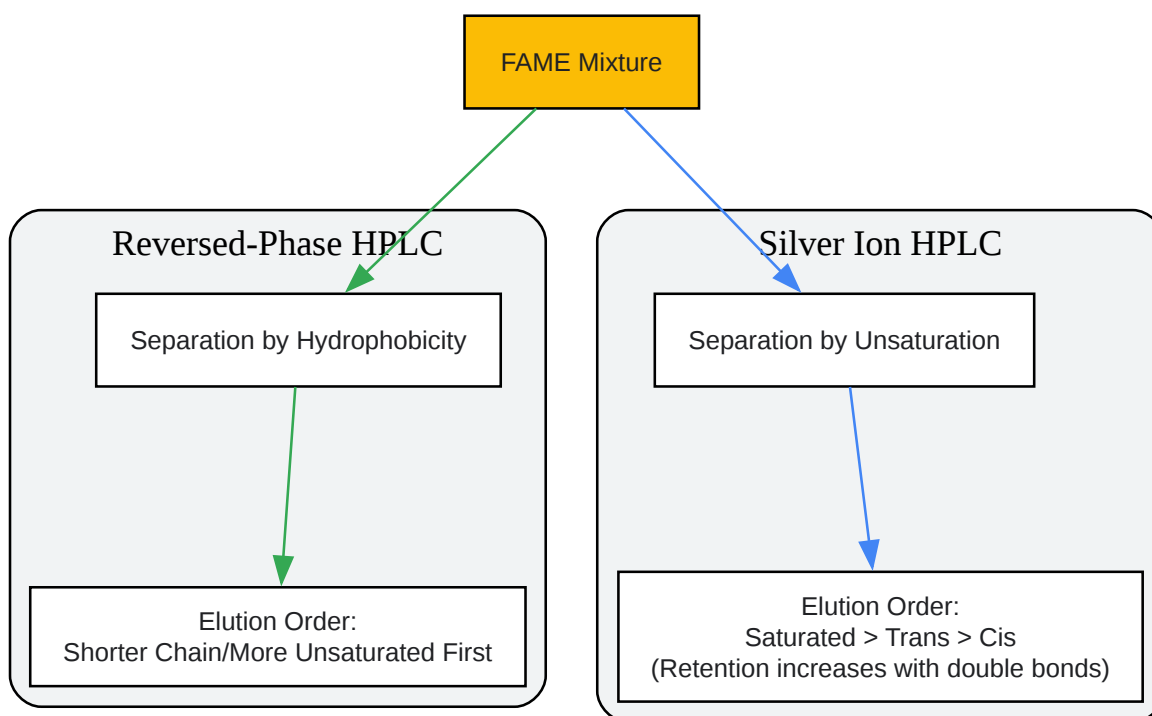 FAME Mixture
Reversed-Phase HPLC
Silver Ion HPLC
Separation by Hydrophobicity
Separation by Unsaturation
Elution Order:
Shorter Chain/More Unsaturated First
Elution Order:
Saturated > Trans > Cis
(Retention increases with double bonds)